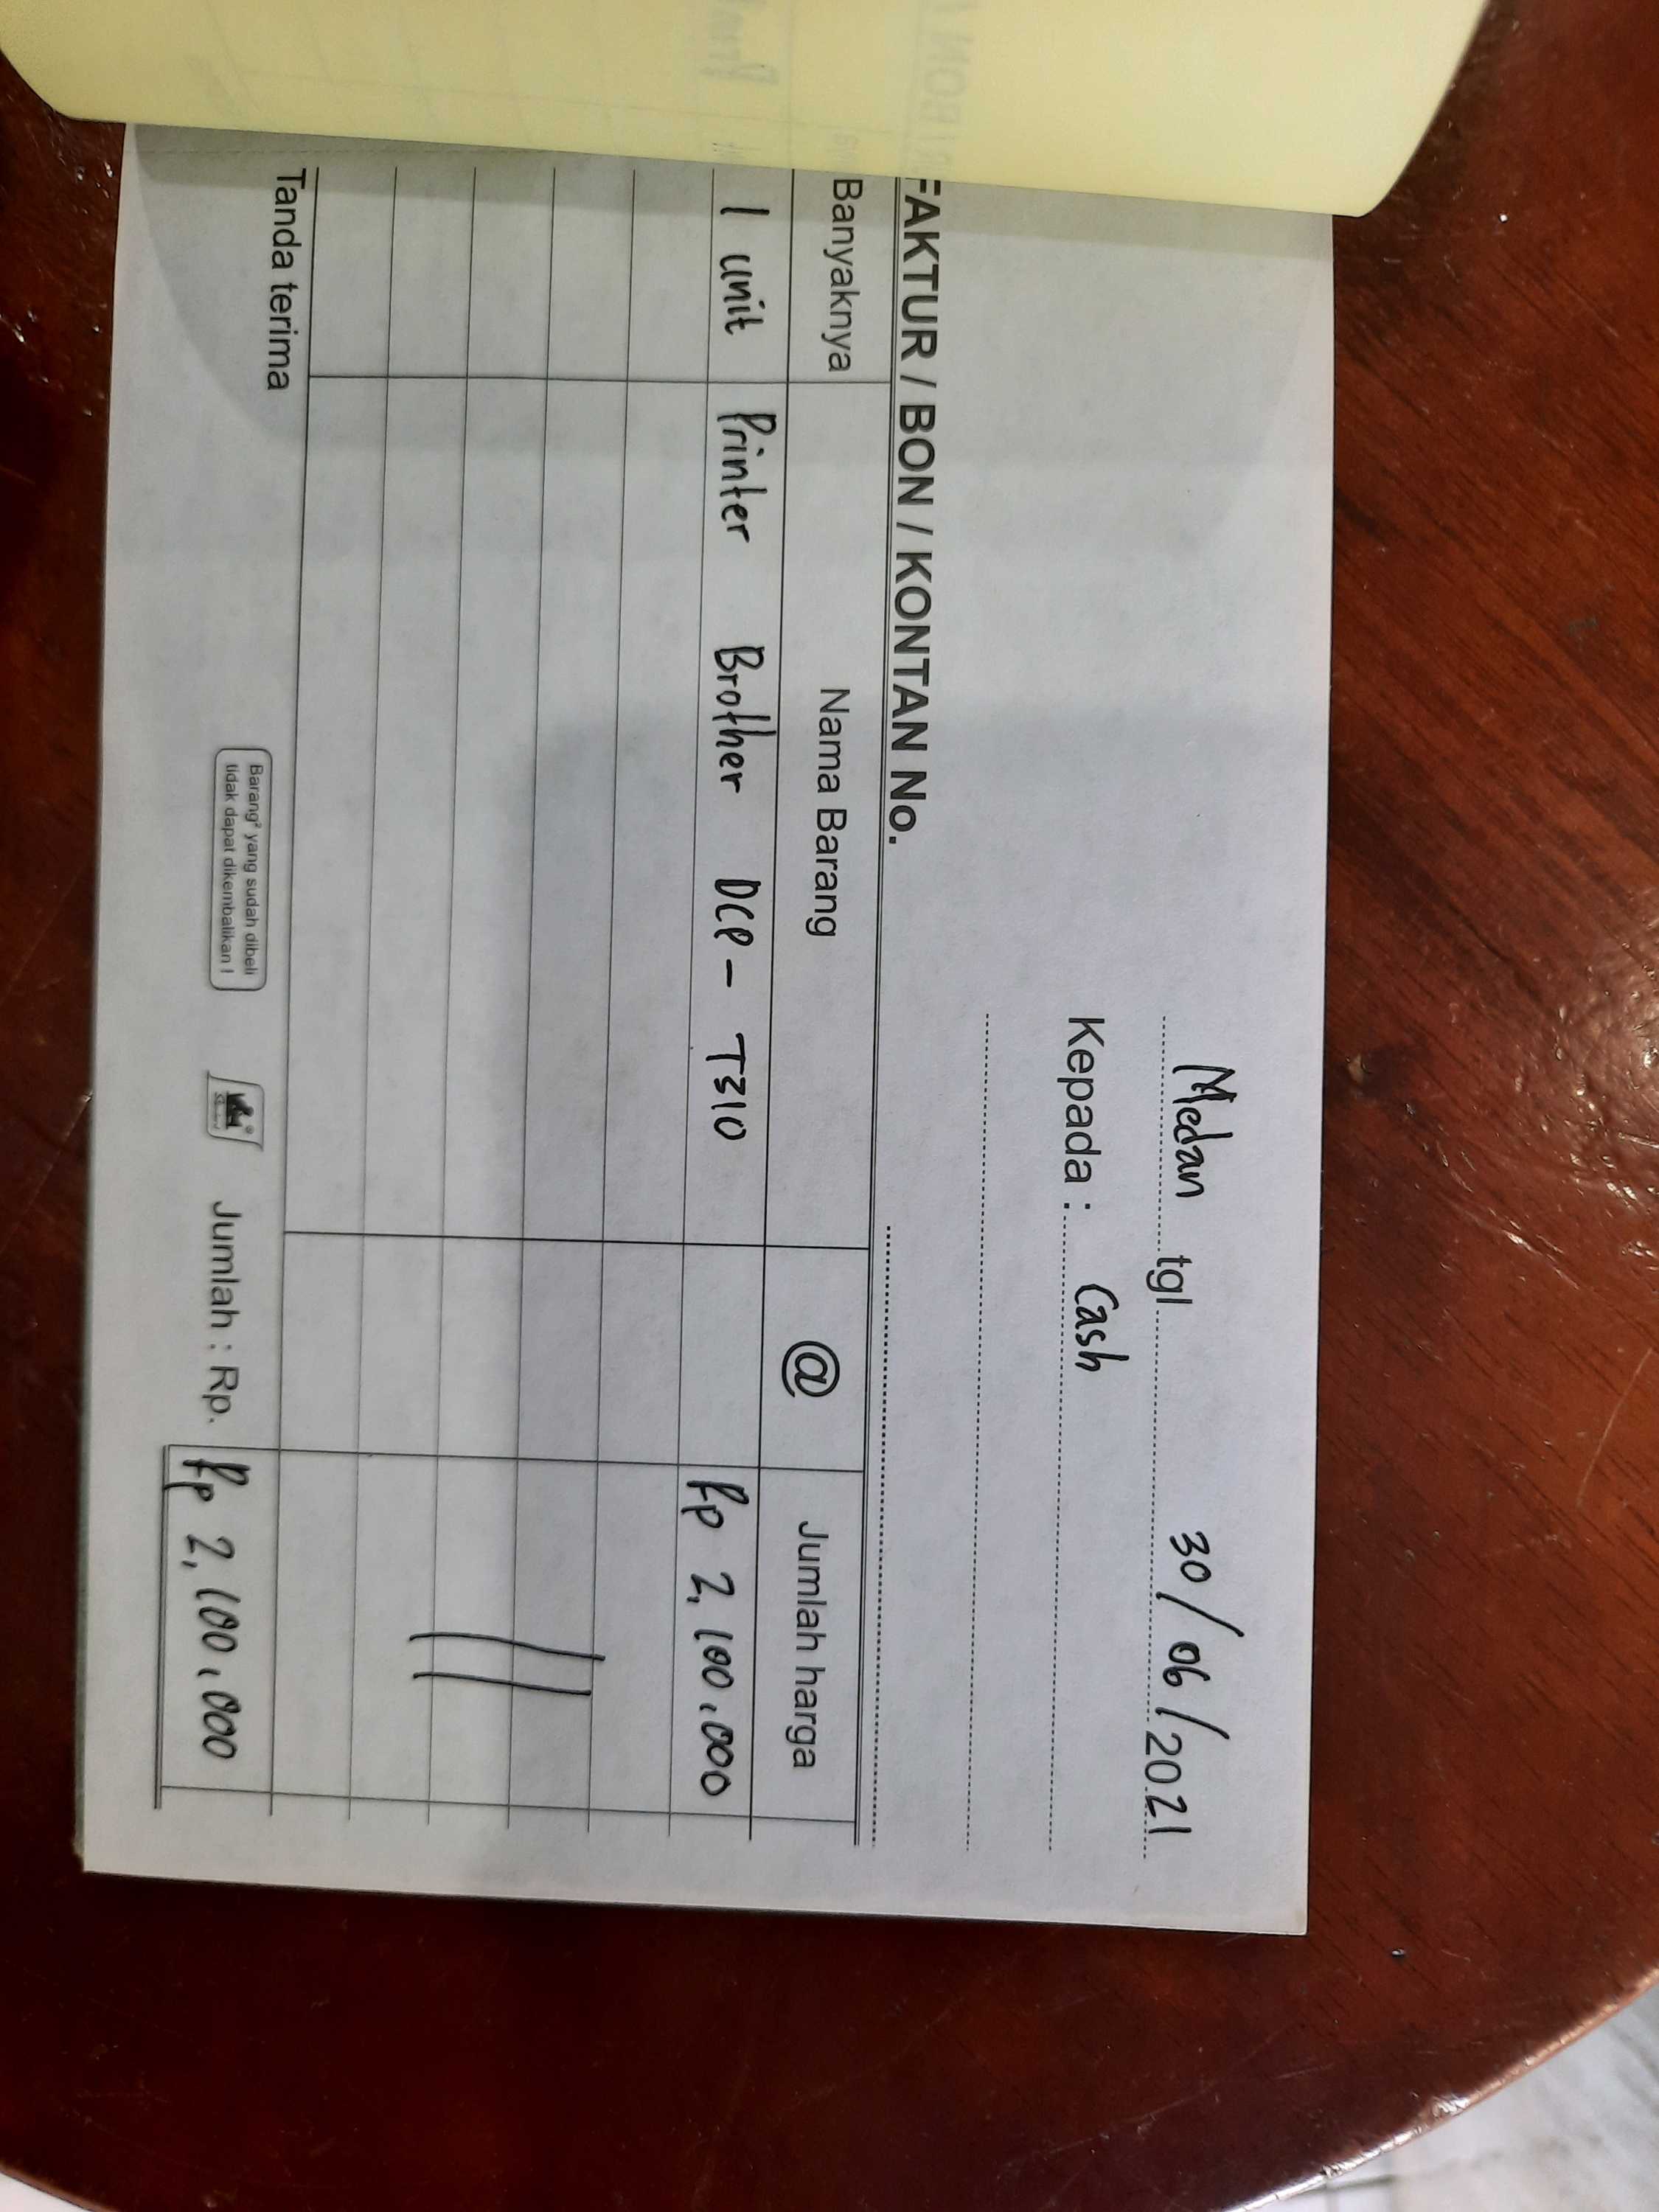 Medan tgl 30/06/2021
Kepada : Cash
FAKTUR / BON / KONTAN No.
Banyaknya Nama Barang @ Jumlah harga
1 unit Printer Brother DCP - T310 Rp 2,100.000
Tanda terima
Barang² yang sudah dibeli
tidak dapat dikembalikan !
Jumlah : Rp. Rp 2,100.000